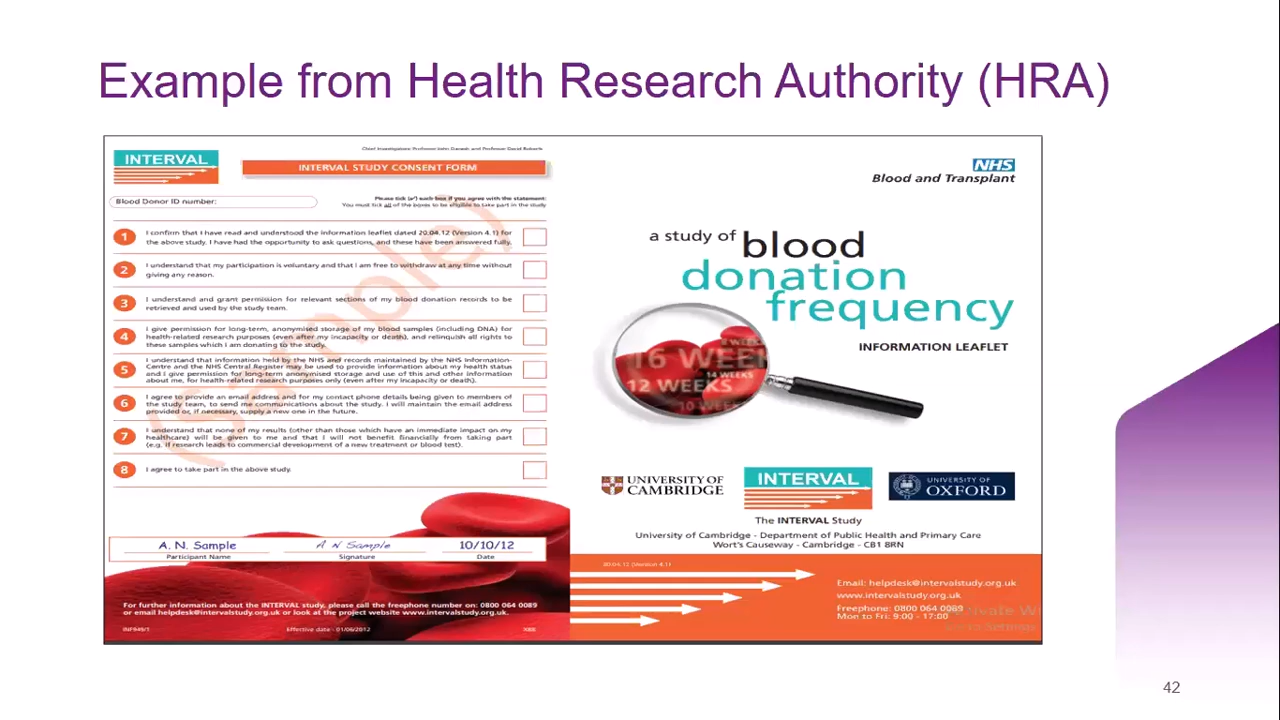 Example from Health Research Authority (HRA)
Chief Investigators: Professor John Danesh and Professor David Roberts
INTERVAL
INTERVAL STUDY CONSENT FORM
Blood Donor ID number:
Please tick (✔) each box if you agree with the statement:
You must tick all of the boxes to be eligible to take part in the study
1 I confirm that I have read and understood the information leaflet dated 20.04.12 (Version 4.1) for
the above study. I have had the opportunity to ask questions, and these have been answered fully.
2 I understand that my participation is voluntary and that I am free to withdraw at any time without
giving any reason.
3 I understand and grant permission for relevant sections of my blood donation records to be
retrieved and used by the study team.
4 I give permission for long-term, anonymised storage of my blood samples (including DNA) for
health-related research purposes (even after my incapacity or death), and relinquish all rights to
these samples which I am donating to the study.
5 I understand that information held by the NHS and records maintained by the NHS Information-
Centre and the NHS Central Register may be used to provide information about my health status
and I give permission for long-term anonymised storage and use of this and other information
about me, for health-related research purposes only (even after my incapacity or death).
6 I agree to provide an email address and for my contact phone details being given to members of
the study team, to send me communications about the study. I will maintain the email address
provided or, if necessary, supply a new one in the future.
7 I understand that none of my results (other than those which have an immediate impact on my
healthcare) will be given to me and that I will not benefit financially from taking part
(e.g. if research leads to commercial development of a new treatment or blood test).
8 I agree to take part in the above study.
(Sample)
A. N. Sample A N Sample 10/10/12
Participant Name Signature Date
For further information about the INTERVAL study, please call the freephone number on: 0800 064 0089
or email helpdesk@intervalstudy.org.uk or look at the project website www.intervalstudy.org.uk.
INF949/1 Effective date - 01/06/2012
NHS
Blood and Transplant
a study of blood
donation
frequency
INFORMATION LEAFLET
8 WEEKS
16 WEEK
14 WEEKS
12 WEEKS
10 WEEK
UNIVERSITY OF
CAMBRIDGE
INTERVAL
UNIVERSITY OF
OXFORD
The INTERVAL Study
University of Cambridge - Department of Public Health and Primary Care
Wort's Causeway - Cambridge - CB1 8RN
20.04.12 (Version 4.1)
Email: helpdesk@intervalstudy.org.uk
www.intervalstudy.org.uk
Freephone: 0800 064 0089
Mon to Fri: 9:00 - 17:00
42